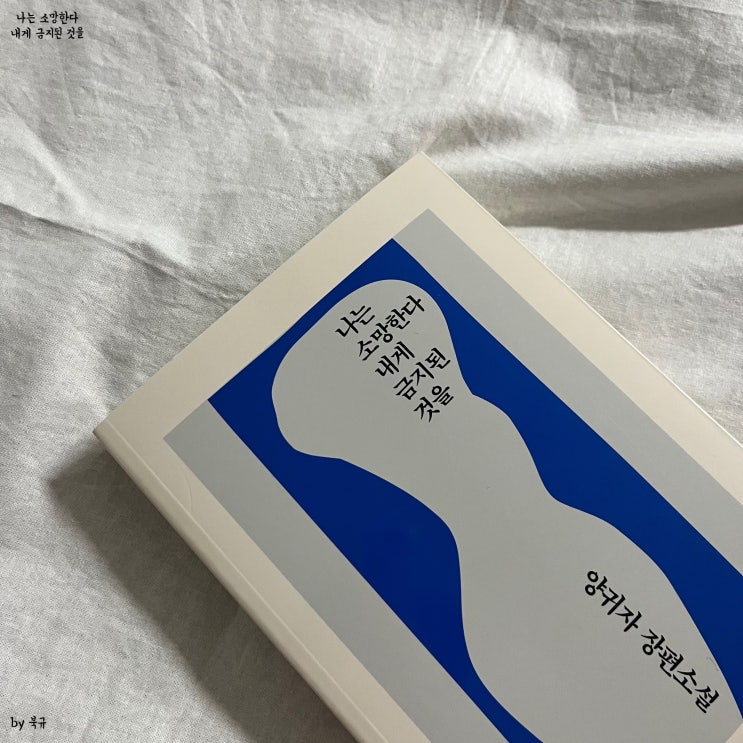 나는 소망한다
내게 금지된 것을
나는
소망한다
내게
금지된
것을
양귀자 장편소설
by 북규